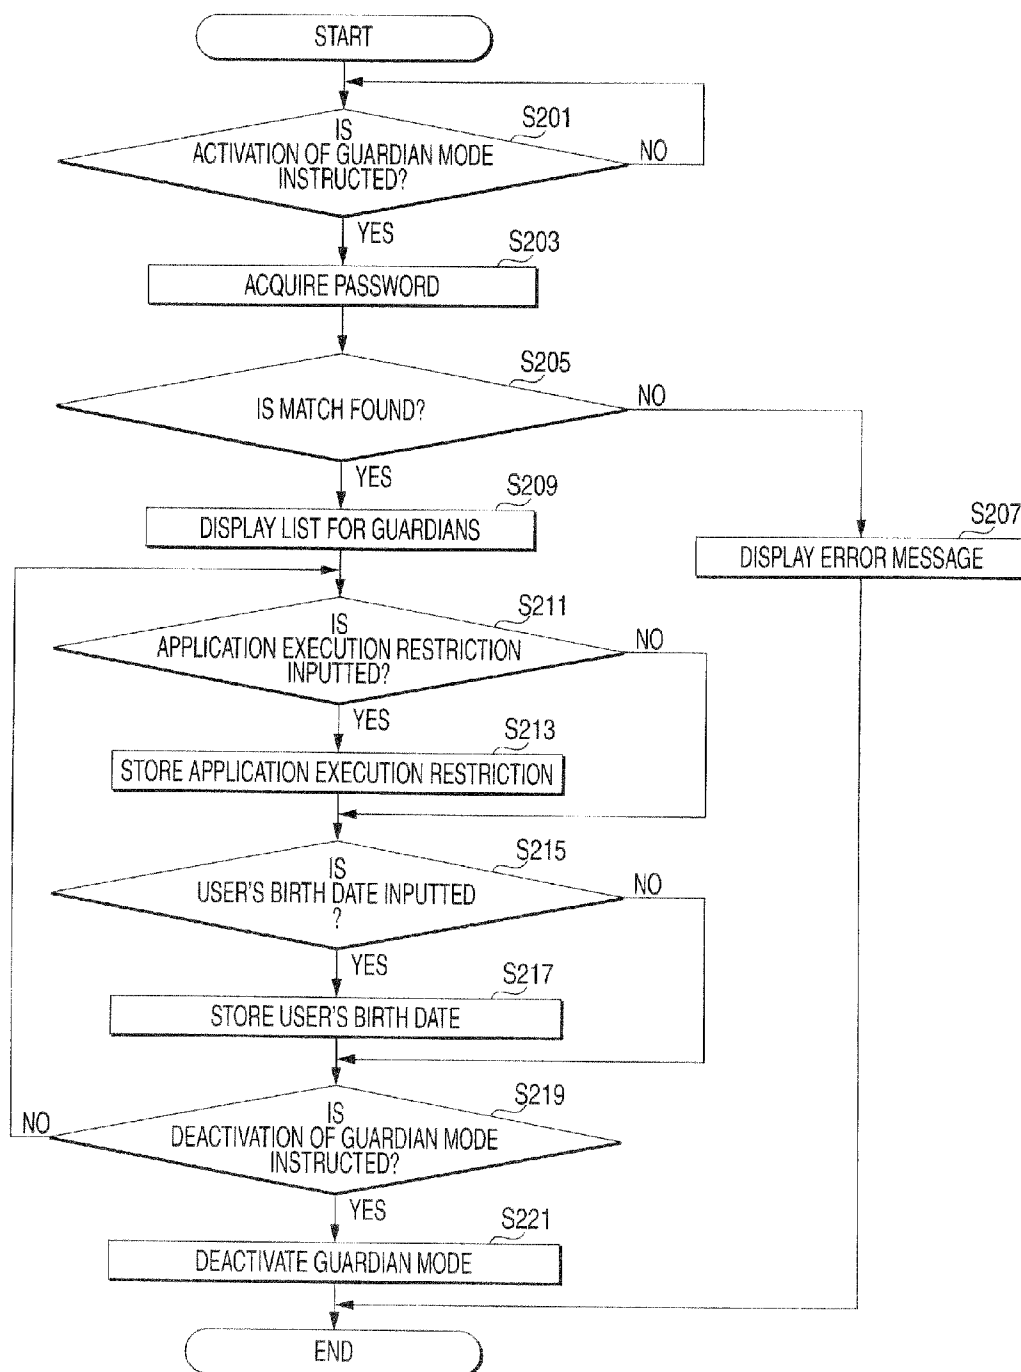 START
S201
IS
ACTIVATION OF GUARDIAN MODE
INSTRUCTED?
NO
YES
S203
ACQUIRE PASSWORD
S205
IS MATCH FOUND?
NO
YES
S209
DISPLAY LIST FOR GUARDIANS
S207
DISPLAY ERROR MESSAGE
S211
IS
APPLICATION EXECUTION RESTRICTION
INPUTTED?
NO
YES
S213
STORE APPLICATION EXECUTION RESTRICTION
S215
IS
USER'S BIRTH DATE INPUTTED
?
NO
YES
S217
STORE USER'S BIRTH DATE
S219
IS
DEACTIVATION OF GUARDIAN MODE
INSTRUCTED?
NO
YES
S221
DEACTIVATE GUARDIAN MODE
END